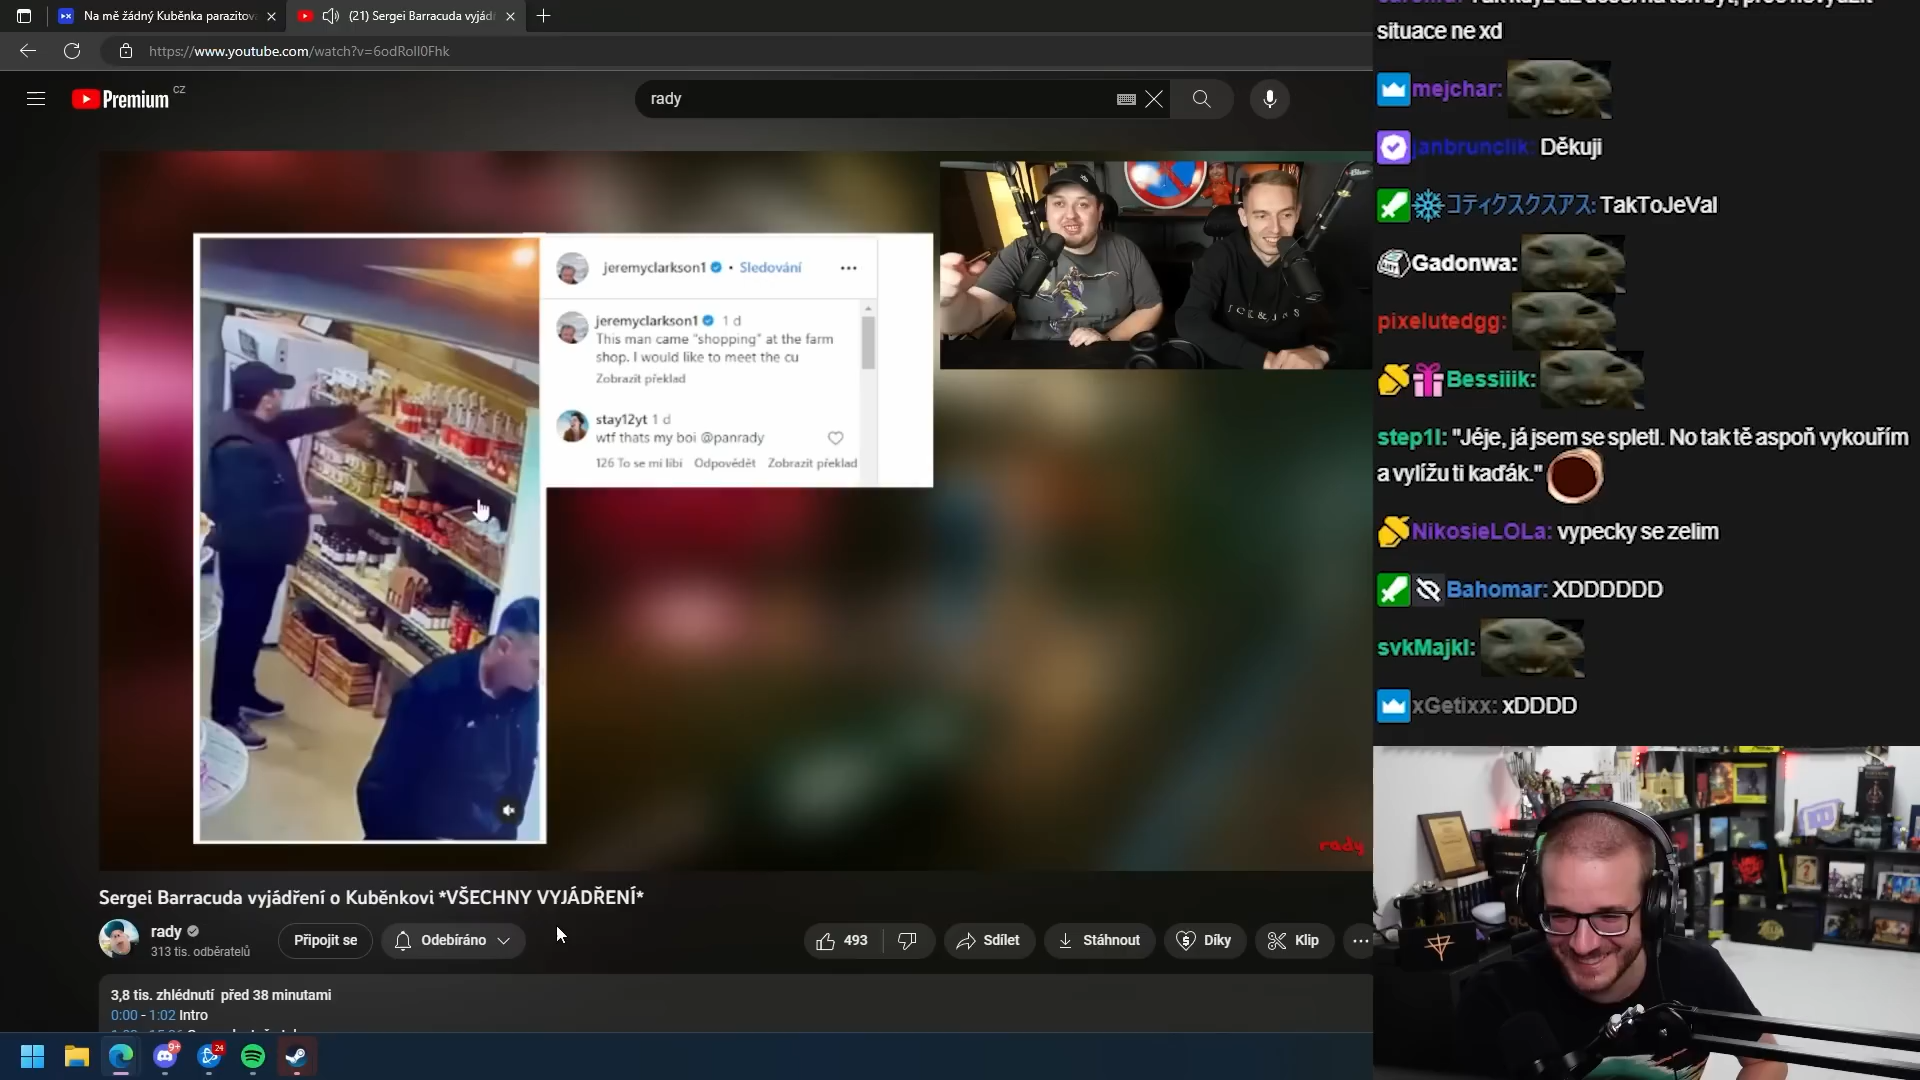 Na mě žádný Kuběnka parazitova
(21) Sergei Barracuda vyjádř
https://www.youtube.com/watch?v=6odRoll0Fhk
Premium CZ
rady
jeremyclarkson1 • Sledování
jeremyclarkson1 1 d
This man came "shopping" at the farm
shop. I would like to meet the cu
Zobrazit překlad
stay12yt 1 d
wtf thats my boi @panrady
126 To se mi líbí Odpovědět Zobrazit překlad
rady
Sergei Barracuda vyjádření o Kuběnkovi *VŠECHNY VYJÁDŘENÍ*
rady
313 tis. odběratelů
Připojit se
Odebíráno
493
Sdílet
Stáhnout
Díky
Klip
3,8 tis. zhlédnutí před 38 minutami
0:00 - 1:02 Intro
9+
24
situace ne xd
mejchar:
janbrunclik: Děkuji
コティクスクスアス: TakToJeVal
Gadonwa:
pixelutedgg:
Bessiiik:
step1l: "Jéje, já jsem se spletl. No tak tě aspoň vykouřím
a vylížu ti kaďák."
NikosieLOLa: vypecky se zelim
Bahomar: XDDDDDD
svkMajkl:
xGetixx: xDDDD